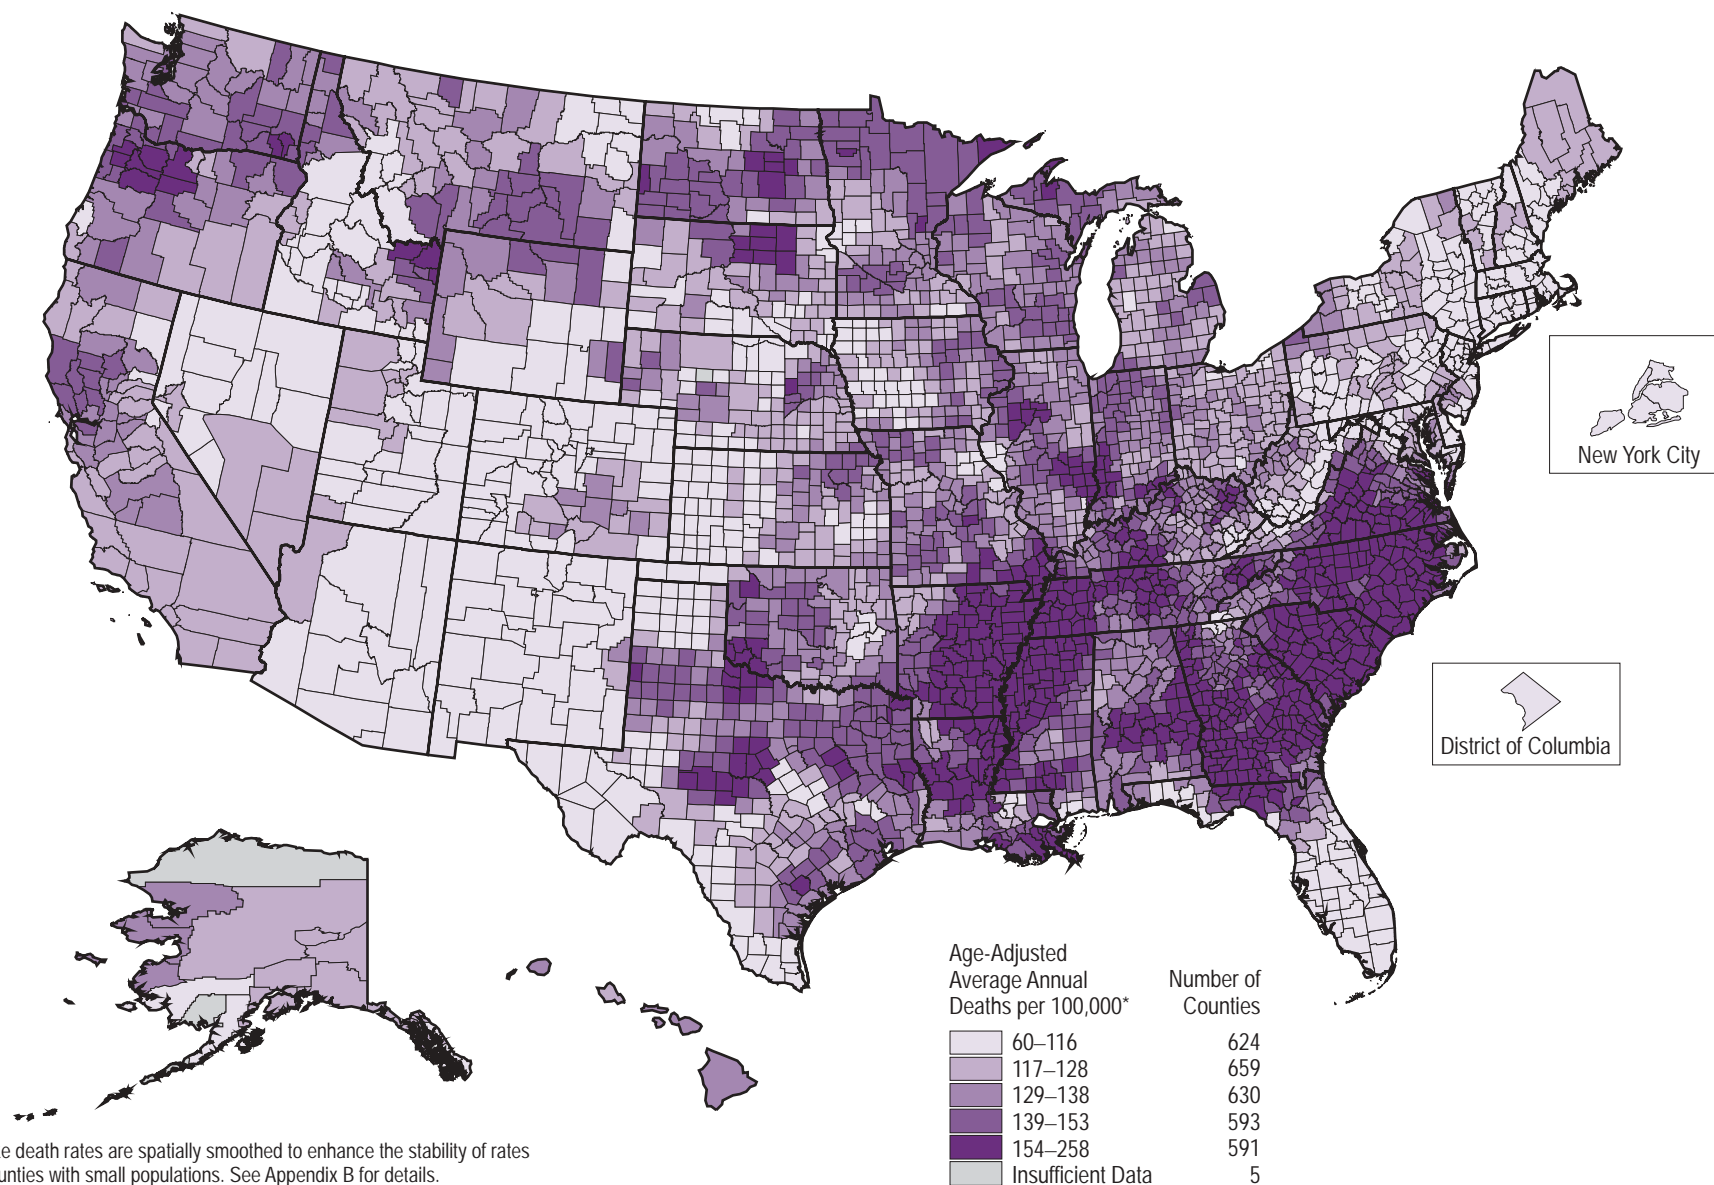 New York City
District of Columbia
Age-Adjusted
Average Annual
Deaths per 100,000*
Number of
Counties
60–116 624
117–128 659
129–138 630
139–153 593
154–258 591
Insufficient Data 5
death rates are spatially smoothed to enhance the stability of rates
with small populations. See Appendix B for details.